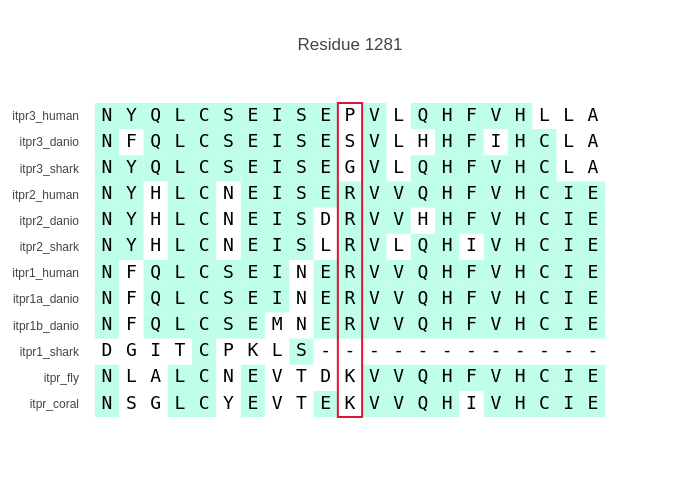 Residue 1281
itpr3_human N Y Q L C S E I S E P V L Q H F V H L L A
itpr3_danio N F Q L C S E I S E S V L H H F I H C L A
itpr3_shark N Y Q L C S E I S E G V L Q H F V H C L A
itpr2_human N Y H L C N E I S E R V V Q H F V H C I E
itpr2_danio N Y H L C N E I S D R V V H H F V H C I E
itpr2_shark N Y H L C N E I S L R V L Q H I V H C I E
itpr1_human N F Q L C S E I N E R V V Q H F V H C I E
itpr1a_danio N F Q L C S E I N E R V V Q H F V H C I E
itpr1b_danio N F Q L C S E M N E R V V Q H F V H C I E
itpr1_shark D G I T C P K L S - - - - - - - - - - - -
itpr_fly N L A L C N E V T D K V V Q H F V H C I E
itpr_coral N S G L C Y E V T E K V V Q H I V H C I E